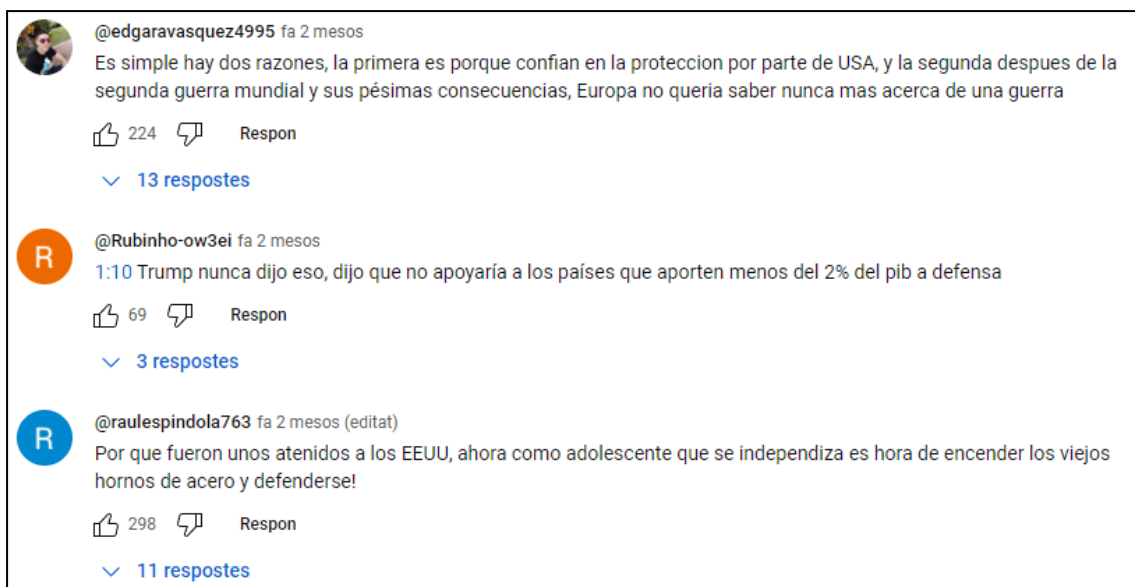 @edgaravasquez4995 fa 2 mesos
Es simple hay dos razones, la primera es porque confian en la proteccion por parte de USA, y la segunda despues de la
segunda guerra mundial y sus pésimas consecuencias, Europa no queria saber nunca mas acerca de una guerra
224 Respon
13 respostes
R
@Rubinho-ow3ei fa 2 mesos
1:10 Trump nunca dijo eso, dijo que no apoyaría a los países que aporten menos del 2% del pib a defensa
69 Respon
3 respostes
R
@raulespindola763 fa 2 mesos (editat)
Por que fueron unos atenidos a los EEUU, ahora como adolescente que se independiza es hora de encender los viejos
hornos de acero y defenderse!
298 Respon
11 respostes